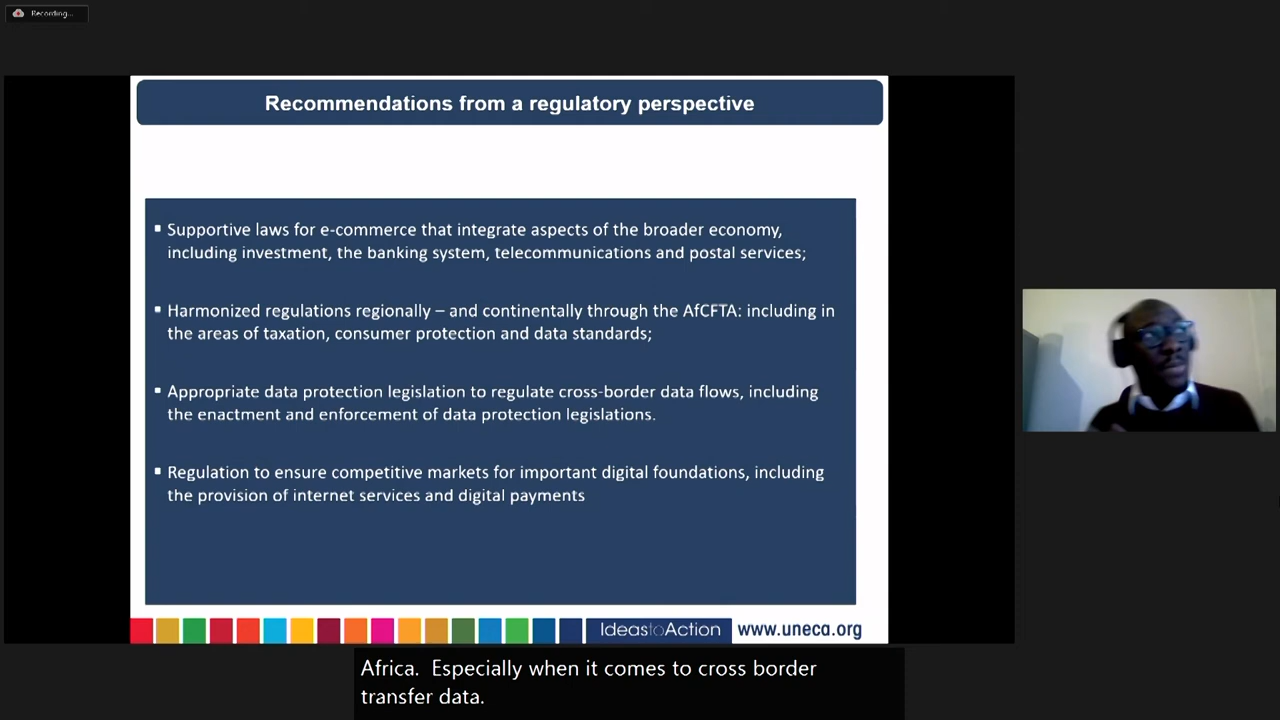 Recording...
Recommendations from a regulatory perspective
▪ Supportive laws for e-commerce that integrate aspects of the broader economy,
including investment, the banking system, telecommunications and postal services;
▪ Harmonized regulations regionally – and continentally through the AfCFTA: including in
the areas of taxation, consumer protection and data standards;
▪ Appropriate data protection legislation to regulate cross-border data flows, including
the enactment and enforcement of data protection legislations.
▪ Regulation to ensure competitive markets for important digital foundations, including
the provision of internet services and digital payments
IdeastoAction www.uneca.org
Africa. Especially when it comes to cross border
transfer data.